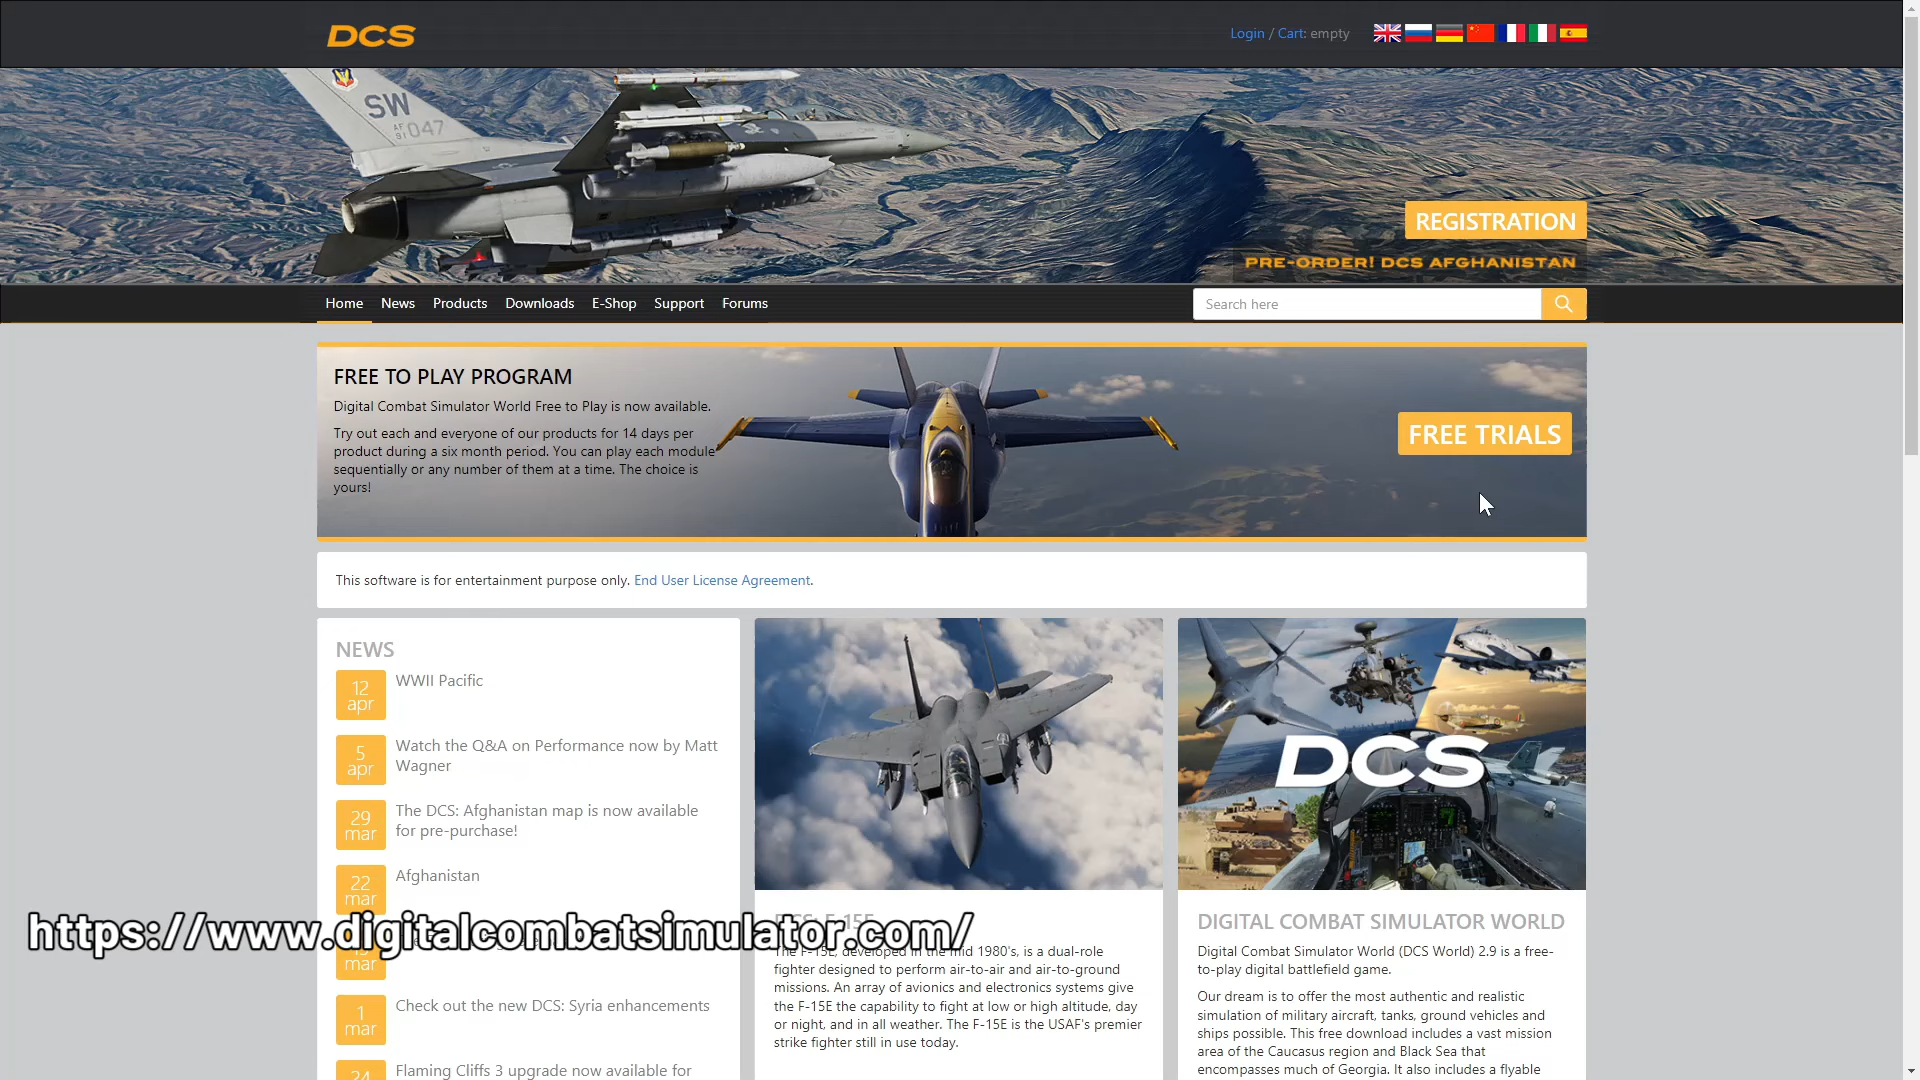 DCS
Login / Cart: empty
SW
AF
91 047
REGISTRATION
PRE-ORDER! DCS AFGHANISTAN
Home News Products Downloads E-Shop Support Forums
Search here
FREE TO PLAY PROGRAM
Digital Combat Simulator World Free to Play is now available.
Try out each and everyone of our products for 14 days per
product during a six month period. You can play each module
sequentially or any number of them at a time. The choice is
yours!
FREE TRIALS
This software is for entertainment purpose only. End User License Agreement.
NEWS
12
apr
WWII Pacific
5
apr
Watch the Q&A on Performance now by Matt
Wagner
29
mar
The DCS: Afghanistan map is now available
for pre-purchase!
22
mar
Afghanistan
mar
1
mar
Check out the new DCS: Syria enhancements
24
Flaming Cliffs 3 upgrade now available for
https://www.digitalcombatsimulator.com/
DCS: F-15E
The F-15E, developed in the mid 1980's, is a dual-role
fighter designed to perform air-to-air and air-to-ground
missions. An array of avionics and electronics systems give
the F-15E the capability to fight at low or high altitude, day
or night, and in all weather. The F-15E is the USAF's premier
strike fighter still in use today.
DCS
DIGITAL COMBAT SIMULATOR WORLD
Digital Combat Simulator World (DCS World) 2.9 is a free-
to-play digital battlefield game.
Our dream is to offer the most authentic and realistic
simulation of military aircraft, tanks, ground vehicles and
ships possible. This free download includes a vast mission
area of the Caucasus region and Black Sea that
encompasses much of Georgia. It also includes a flyable